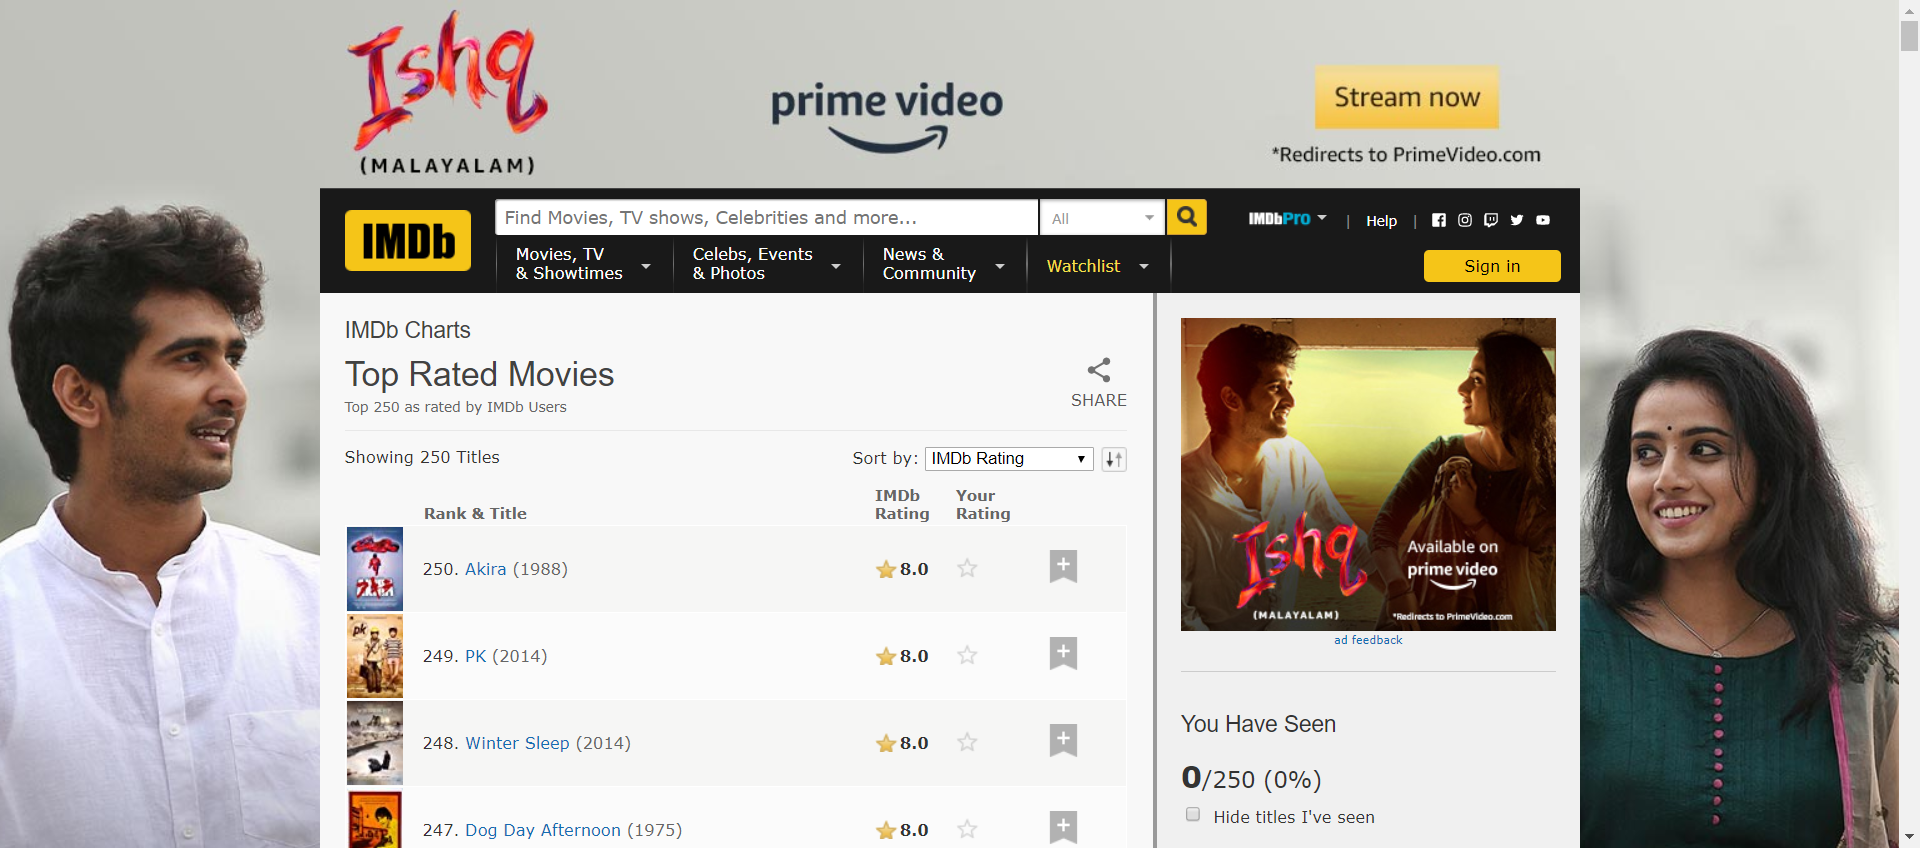 Ishq
(MALAYALAM)
prime video
Stream now
*Redirects to PrimeVideo.com
IMDb
Find Movies, TV shows, Celebrities and more...
All
IMDbPro
|
Help
|
Movies, TV
& Showtimes
Celebs, Events
& Photos
News &
Community
Watchlist
Sign in
IMDb Charts
Top Rated Movies
Top 250 as rated by IMDb Users
SHARE
Showing 250 Titles
Sort by: IMDb Rating
Rank & Title
IMDb
Rating
Your
Rating
250. Akira (1988) 8.0
pk
249. PK (2014) 8.0
248. Winter Sleep (2014) 8.0
247. Dog Day Afternoon (1975) 8.0
Ishq
(MALAYALAM)
Available on
prime video
*Redirects to PrimeVideo.com
ad feedback
You Have Seen
0/250 (0%)
Hide titles I've seen